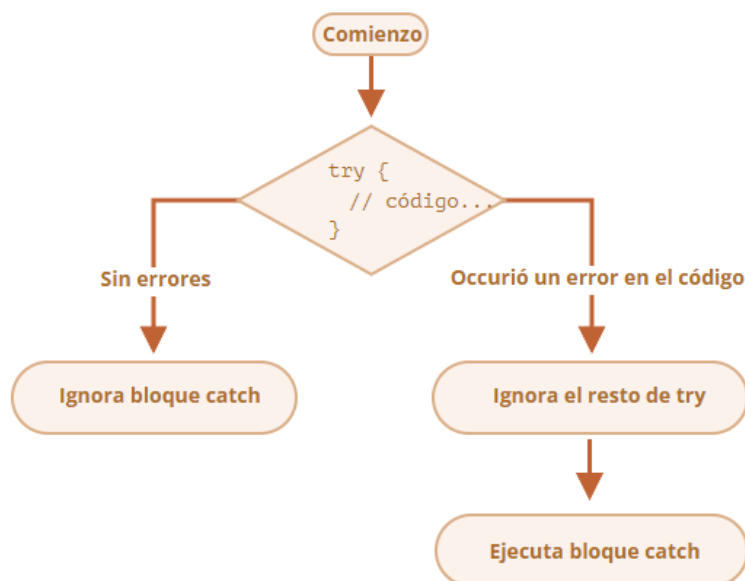 Comienzo
try {
// código...
}
Sin errores
Occurió un error en el código
Ignora bloque catch
Ignora el resto de try
Ejecuta bloque catch